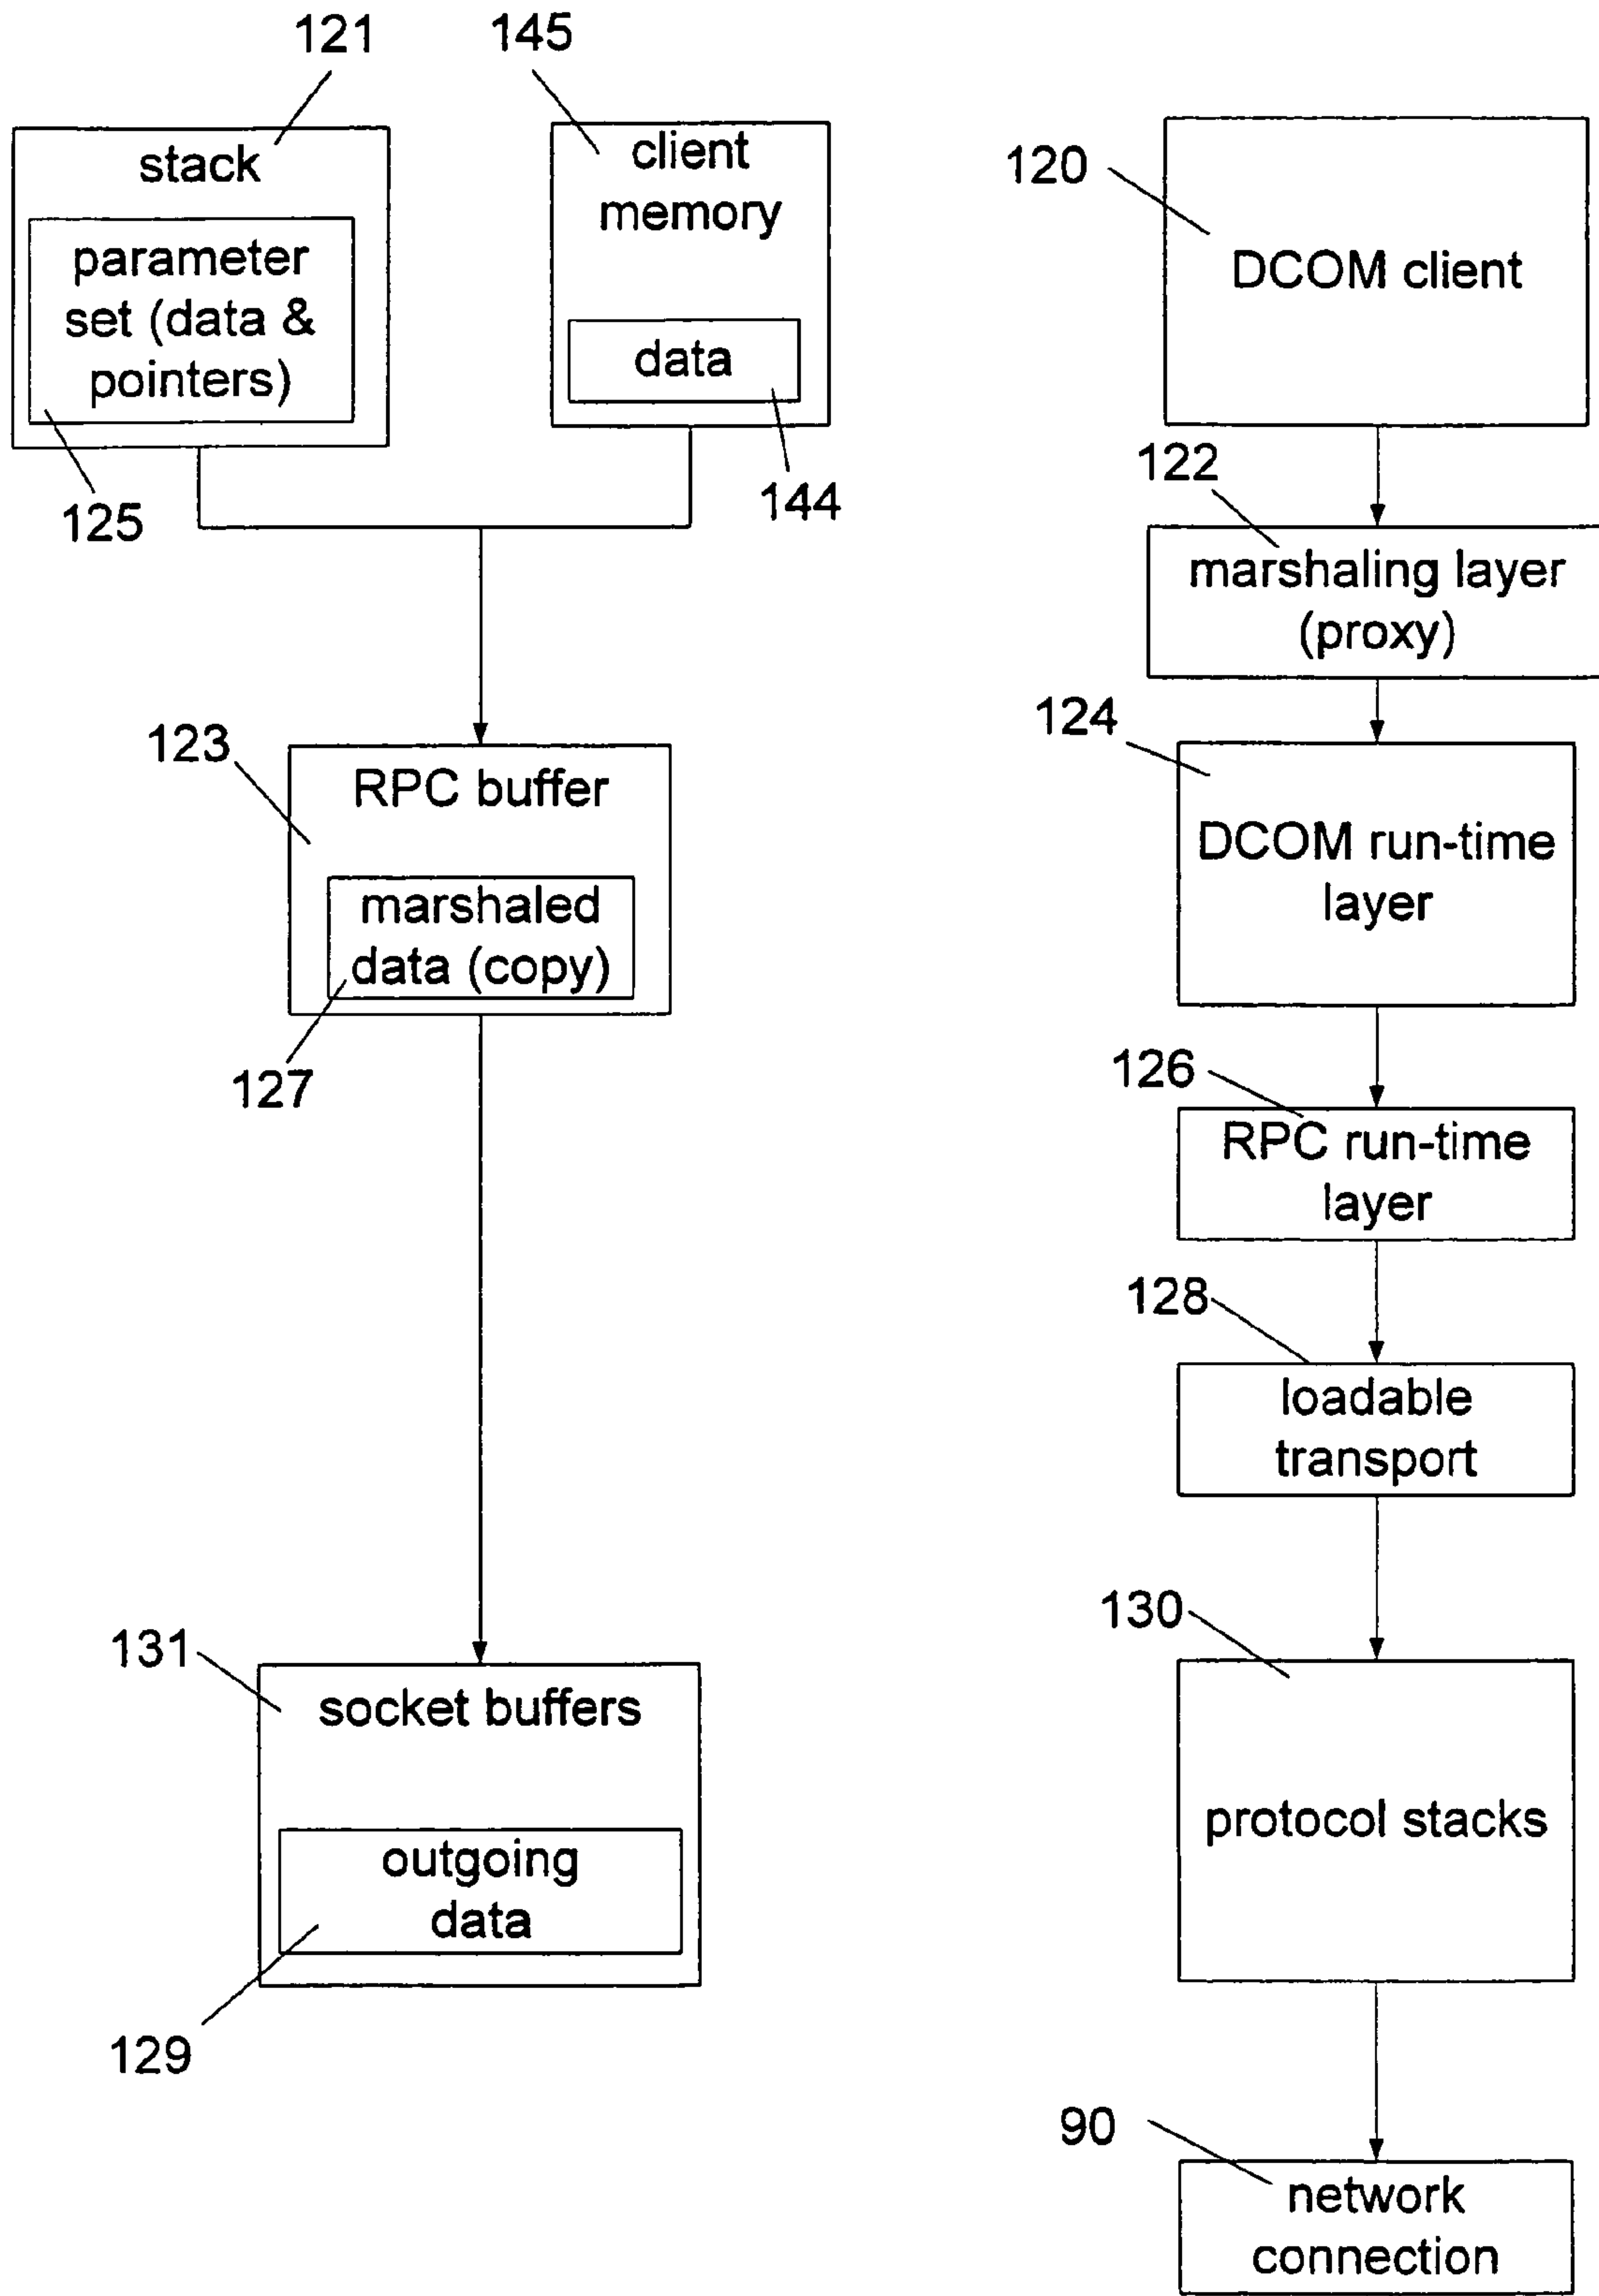 121
stack
parameter
set (data &
pointers)
125
145
client
memory
data
144
123
RPC buffer
marshaled
data (copy)
127
131
socket buffers
outgoing
data
129
120
DCOM client
122
marshaling layer
(proxy)
124
DCOM run-time
layer
126
RPC run-time
layer
128
loadable
transport
130
protocol stacks
90
network
connection